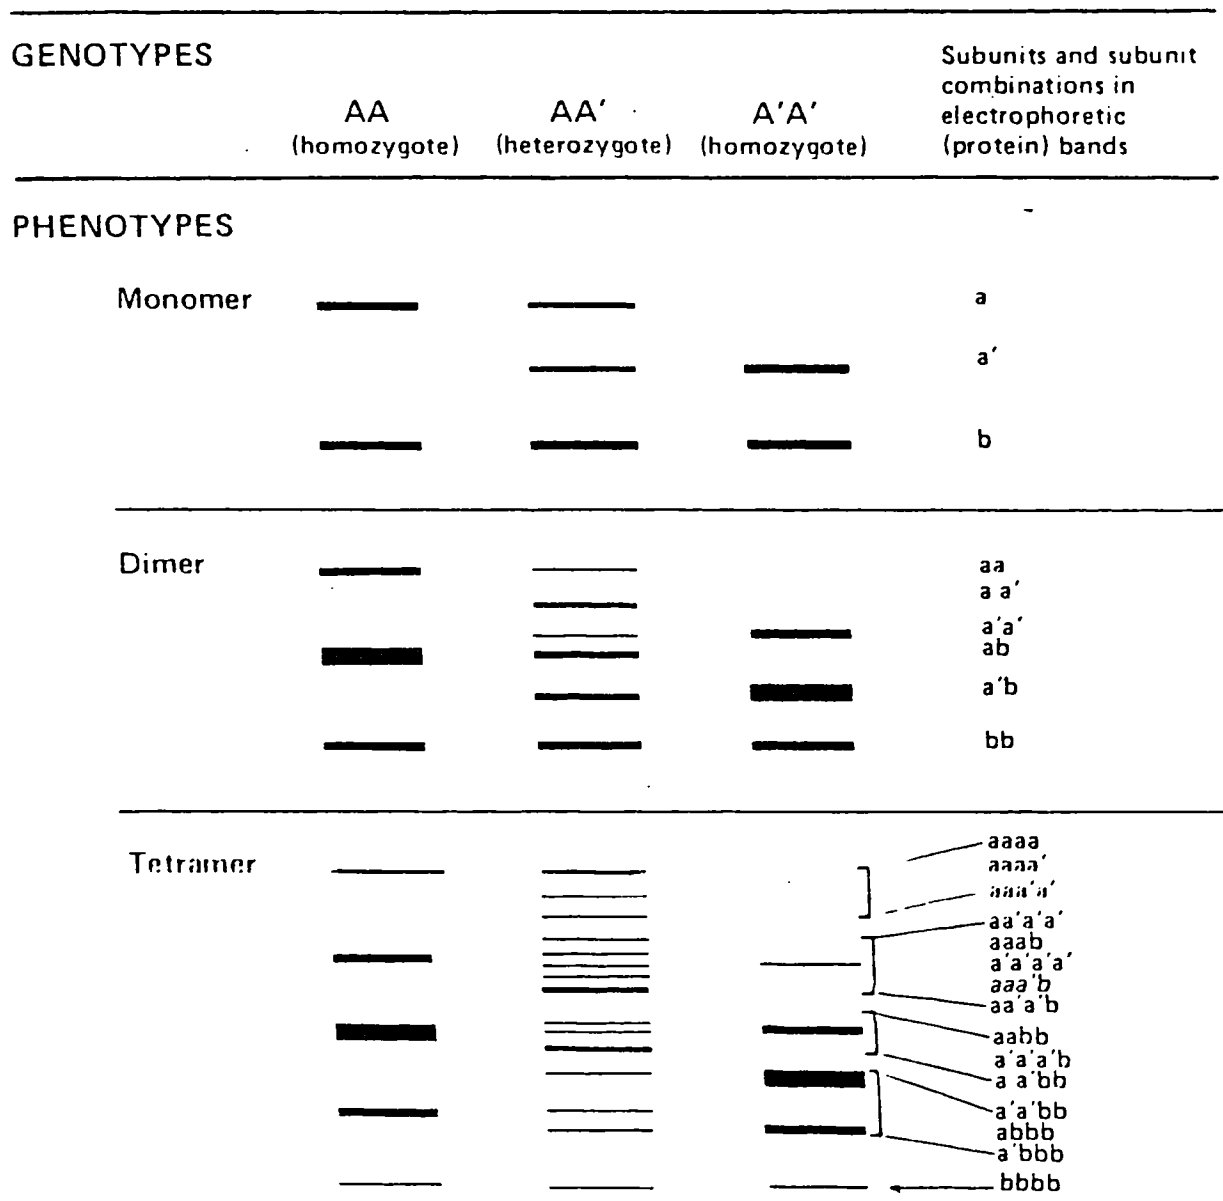 GENOTYPES
AA
(homozygote)
AA'
(heterozygote)
A'A'
(homozygote)
Subunits and subunit
combinations in
electrophoretic
(protein) bands
PHENOTYPES
Monomer
a
a'
b
Dimer
aa
a a'
a'a'
ab
a'b
bb
Tetramer
aaaa
aaaa'
aaa'a'
aa'a'a'
aaab
a'a'a'a'
aaa'b
aa'a'b
aabb
a'a'a'b
a a'bb
a'a'bb
abbb
a'bbb
bbbb